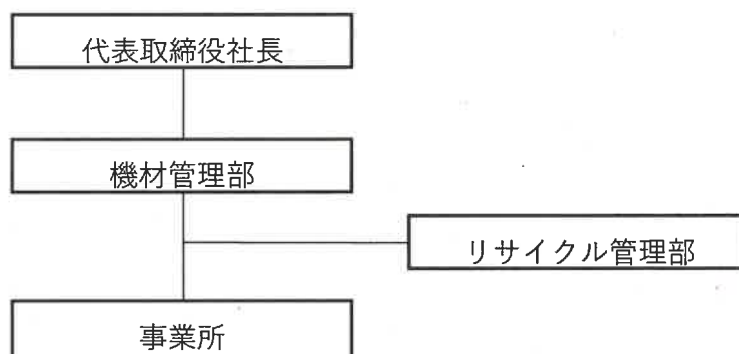 代表取締役社長
機材管理部
リサイクル管理部
事業所